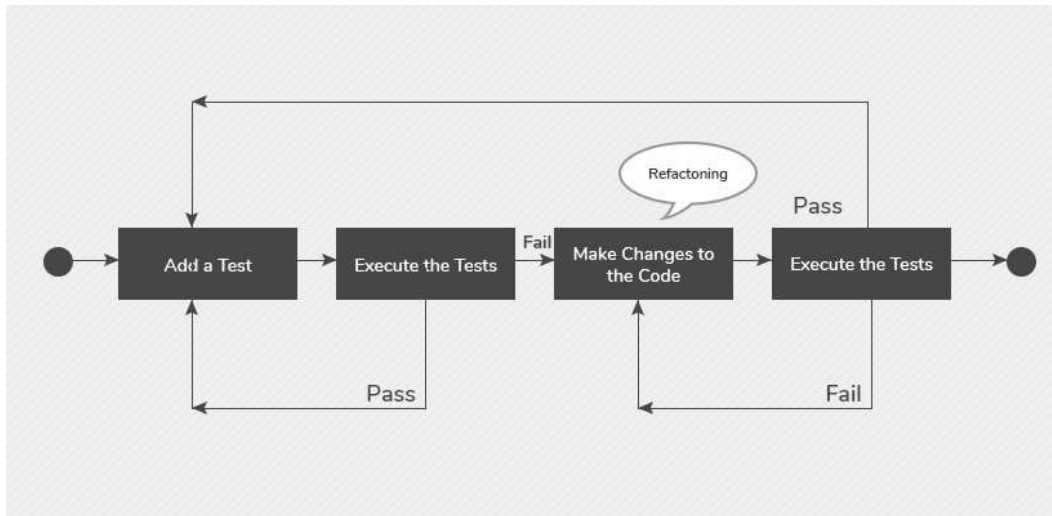 Refactoning
Pass
Fail
Add a Test
Execute the Tests
Make Changes to
the Code
Execute the Tests
Pass
Fail